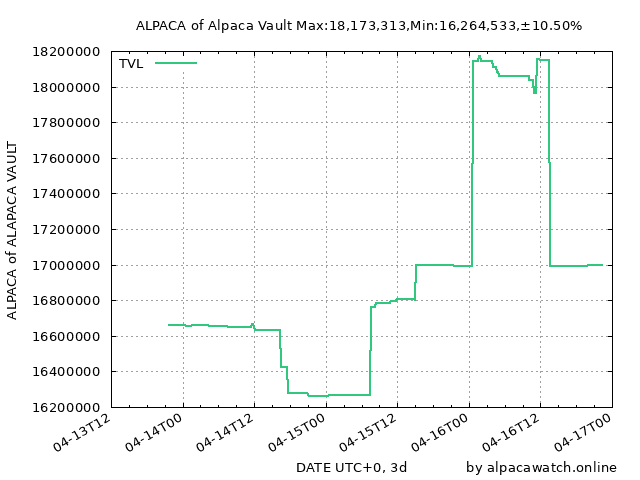 ALPACA of Alpaca Vault Max:18,173,313,Min:16,264,533,±10.50%
TVL
18200000
18000000
17800000
17600000
17400000
17200000
17000000
16800000
16600000
16400000
16200000
ALPACA of ALAPACA VAULT
04-13T12
04-14T00
04-14T12
04-15T00
04-15T12
04-16T00
04-16T12
04-17T00
DATE UTC+0, 3d
by alpacawatch.online